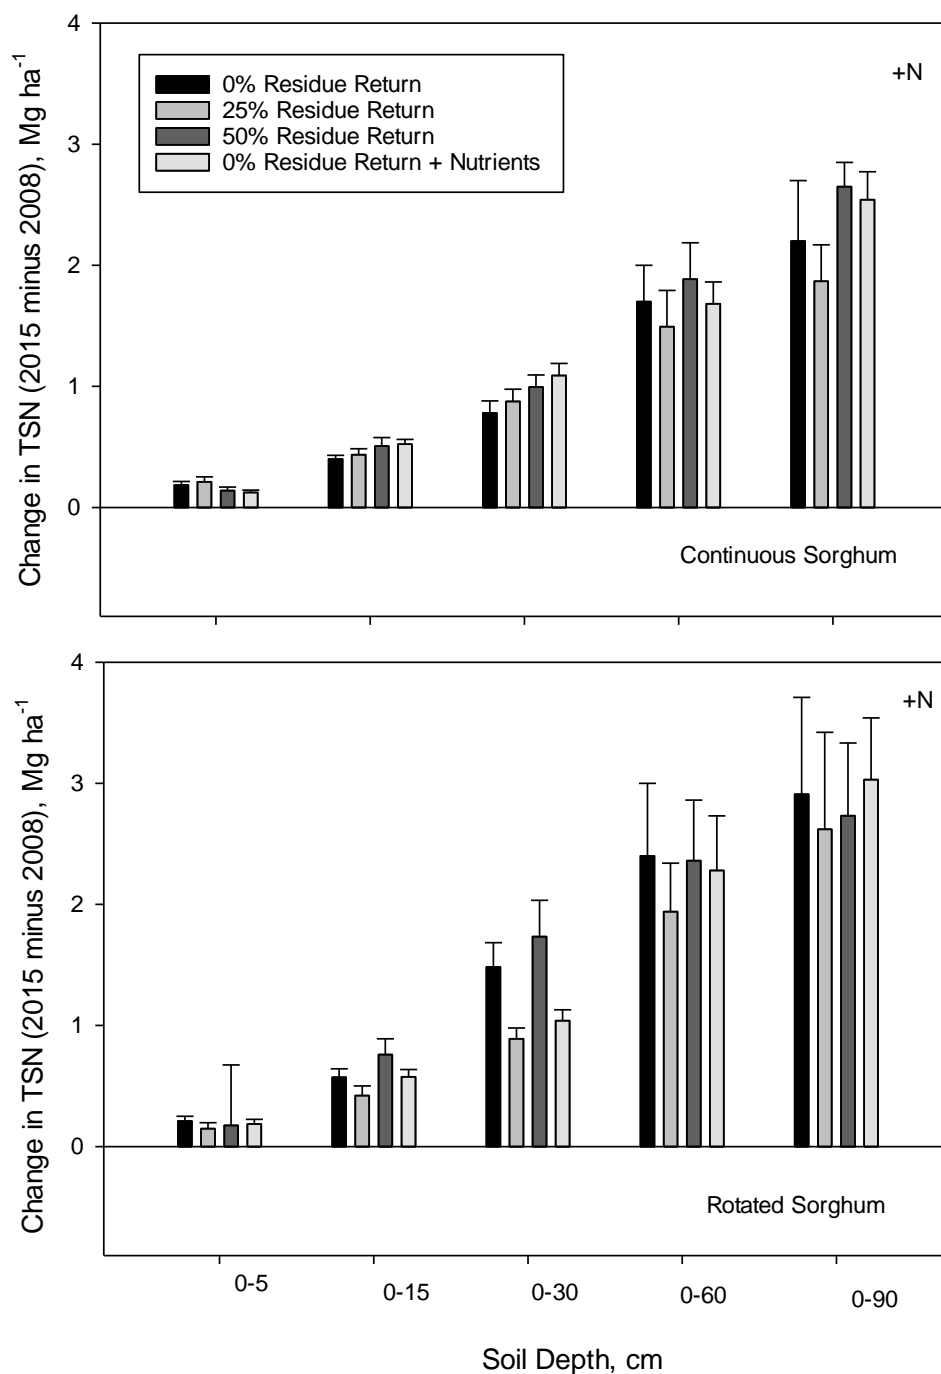 4
3
2
1
0
Change in TSN (2015 minus 2008), Mg ha-1
0% Residue Return
25% Residue Return
50% Residue Return
0% Residue Return + Nutrients
+N
Continuous Sorghum
4
3
2
1
0
Change in TSN (2015 minus 2008), Mg ha-1
+N
Rotated Sorghum
0-5
0-15
0-30
0-60
0-90
Soil Depth, cm